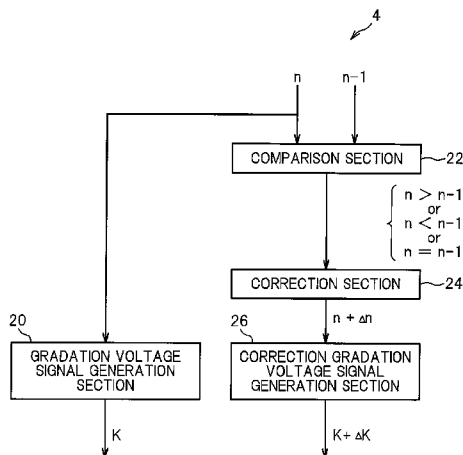 4
n
n-1
COMPARISON SECTION
22
n > n-1
or
n < n-1
or
n = n-1
CORRECTION SECTION
24
n + Δn
20
GRADATION VOLTAGE
SIGNAL GENERATION
SECTION
26
CORRECTION GRADATION
VOLTAGE SIGNAL
GENERATION SECTION
K
K+ ΔK